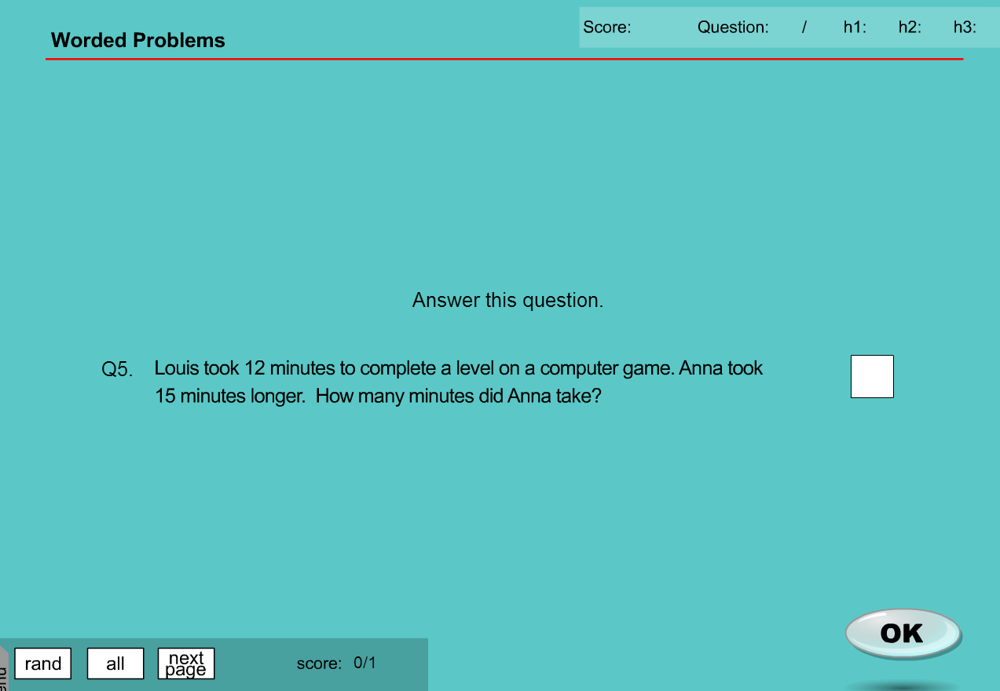 Worded Problems
Score: Question: / h1: h2: h3:
Answer this question.
Q5. Louis took 12 minutes to complete a level on a computer game. Anna took
15 minutes longer. How many minutes did Anna take?
OK
rand all next page score: 0/1